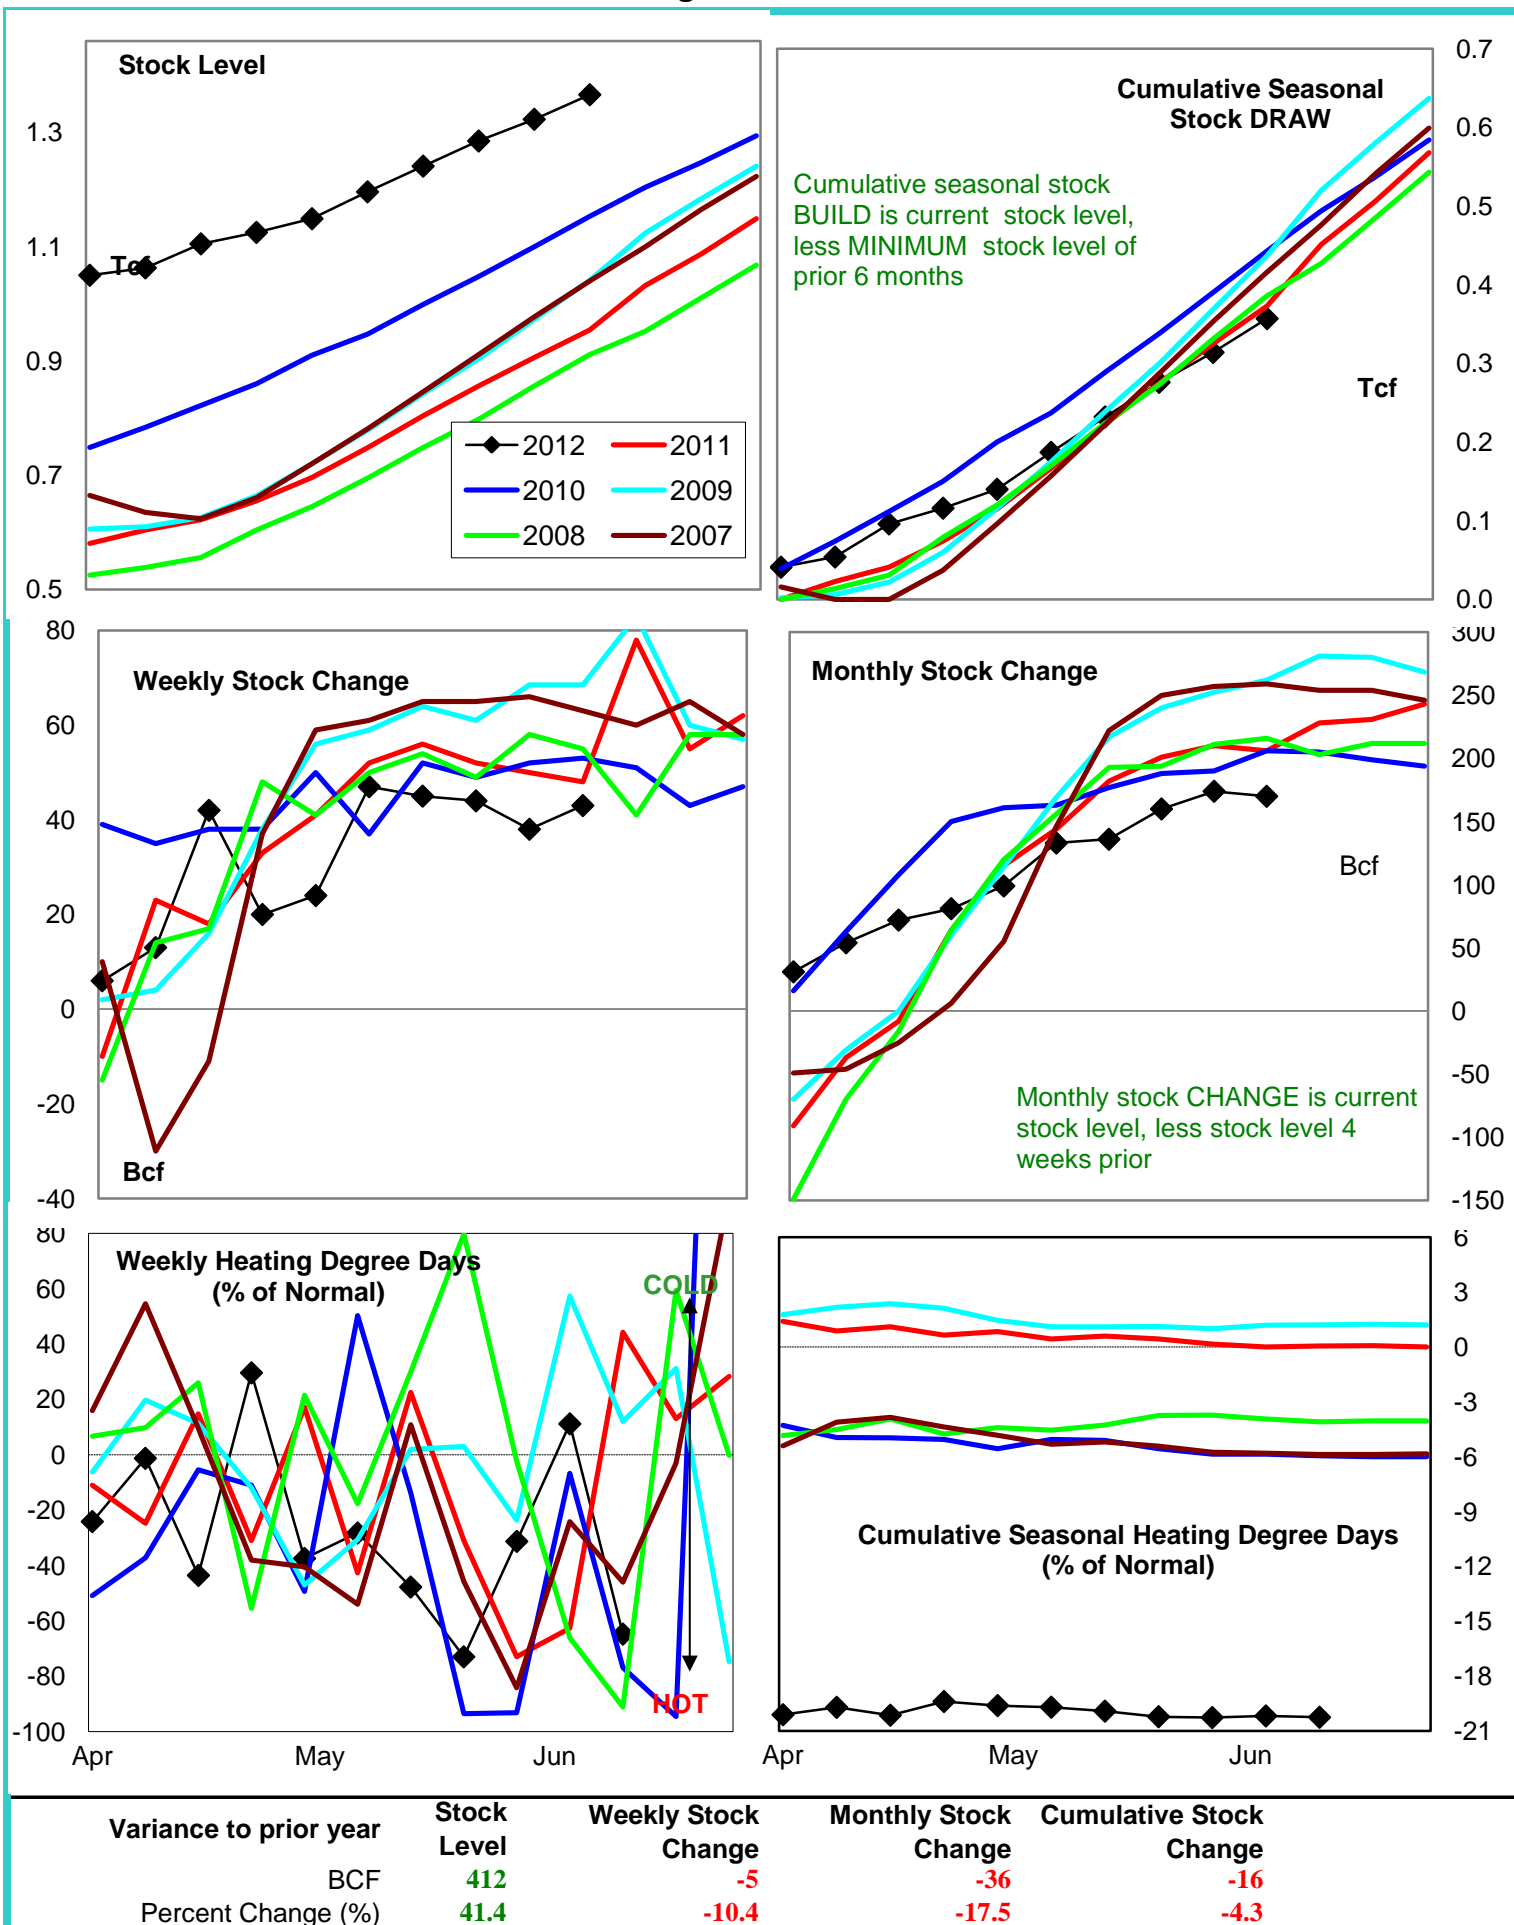 Stock Level
1.3
1.1
0.9
0.7
0.5
Tcf
2012 2011
2010 2009
2008 2007
Cumulative Seasonal
Stock DRAW
Cumulative seasonal stock
BUILD is current stock level,
less MINIMUM stock level of
prior 6 months
Tcf
0.7
0.6
0.5
0.4
0.3
0.2
0.1
0.0
Weekly Stock Change
80
60
40
20
0
-20
-40
Bcf
Monthly Stock Change
Bcf
Monthly stock CHANGE is current
stock level, less stock level 4
weeks prior
300
250
200
150
100
50
0
-50
-100
-150
Weekly Heating Degree Days
(% of Normal)
COLD
HOT
80
60
40
20
0
-20
-40
-60
-80
-100
Apr May Jun
Cumulative Seasonal Heating Degree Days
(% of Normal)
6
3
0
-3
-6
-9
-12
-15
-18
-21
Apr May Jun
Variance to prior year Stock Level Weekly Stock Change Monthly Stock Change Cumulative Stock Change
BCF 412 -5 -36 -16
Percent Change (%) 41.4 -10.4 -17.5 -4.3